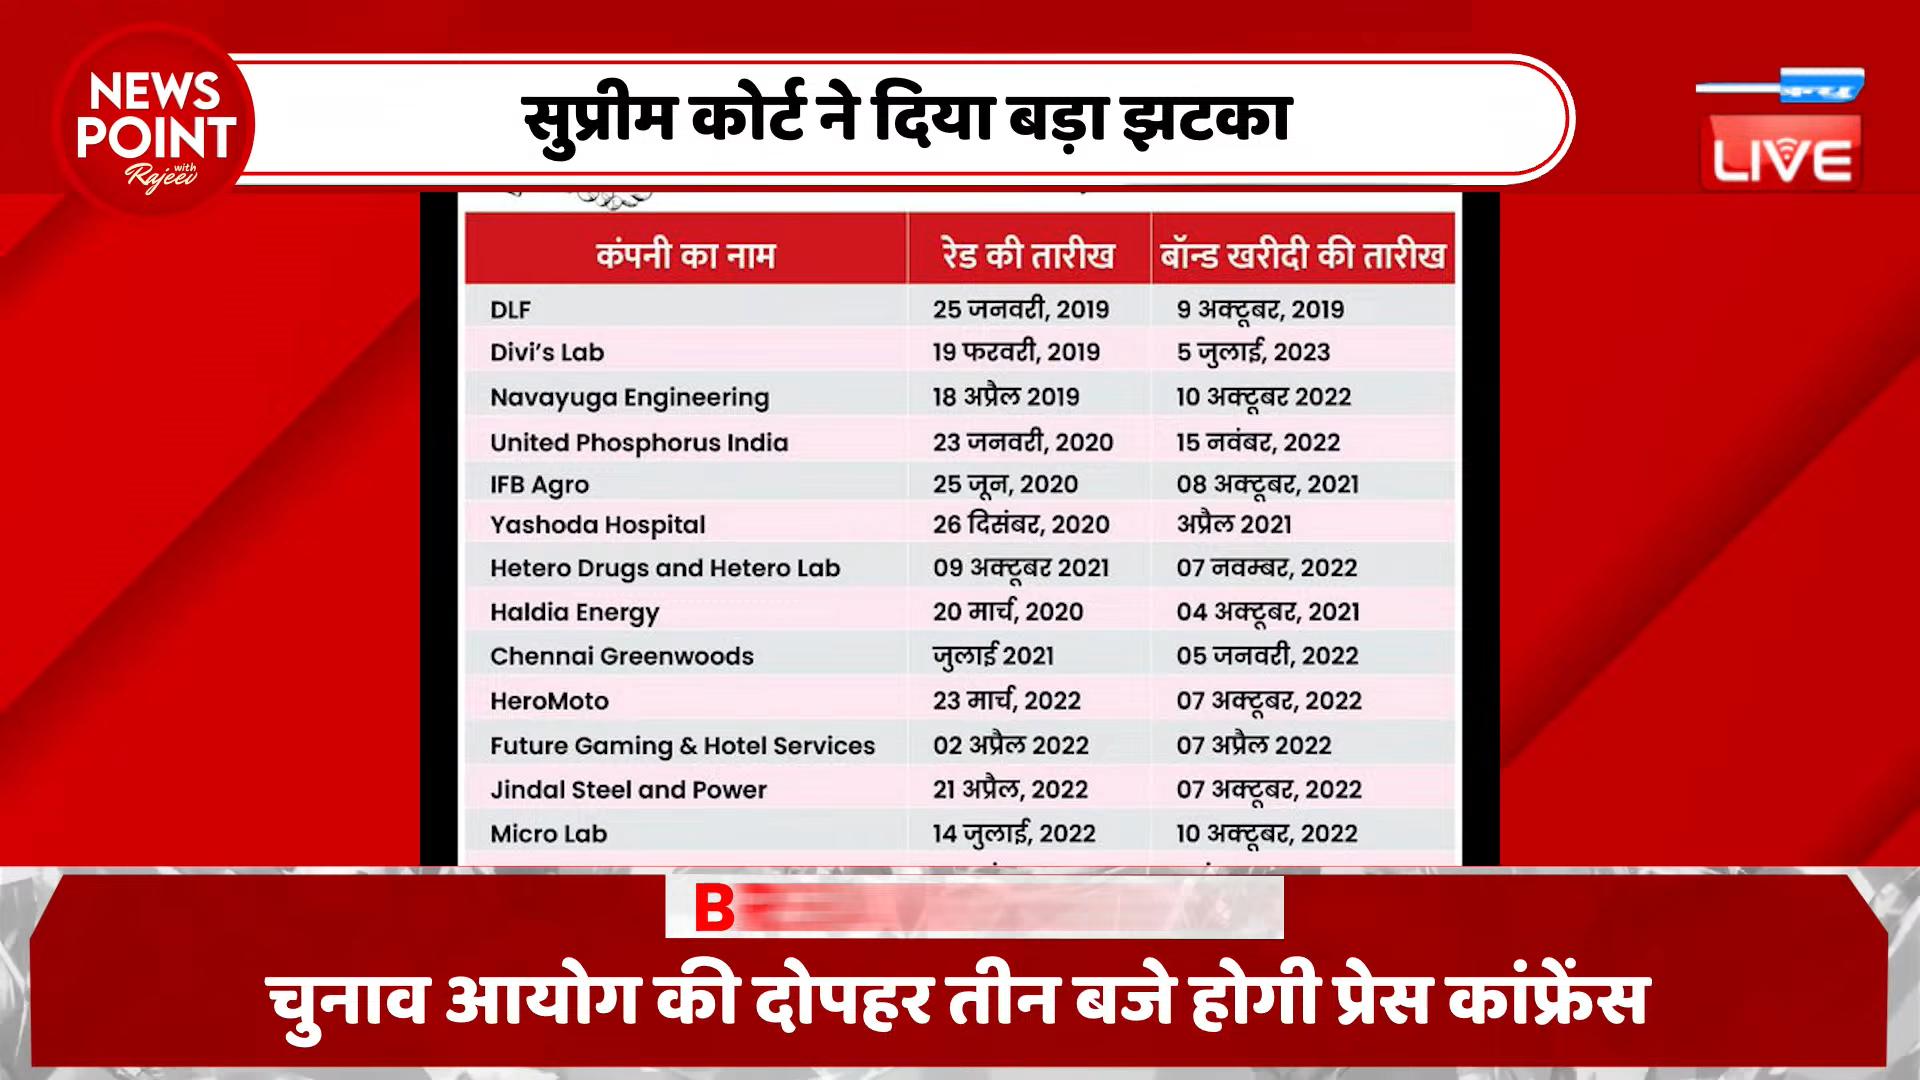 NEWS
POINT
with
Rajeev
सुप्रीम कोर्ट ने दिया बड़ा झटका
LIVE
कंपनी का नाम रेड की तारीख बॉन्ड खरीदी की तारीख
DLF 25 जनवरी, 2019 9 अक्टूबर, 2019
Divi's Lab 19 फरवरी, 2019 5 जुलाई, 2023
Navayuga Engineering 18 अप्रैल 2019 10 अक्टूबर 2022
United Phosphorus India 23 जनवरी, 2020 15 नवंबर, 2022
IFB Agro 25 जून, 2020 08 अक्टूबर, 2021
Yashoda Hospital 26 दिसंबर, 2020 अप्रैल 2021
Hetero Drugs and Hetero Lab 09 अक्टूबर 2021 07 नवम्बर, 2022
Haldia Energy 20 मार्च, 2020 04 अक्टूबर, 2021
Chennai Greenwoods जुलाई 2021 05 जनवरी, 2022
HeroMoto 23 मार्च, 2022 07 अक्टूबर, 2022
Future Gaming & Hotel Services 02 अप्रैल 2022 07 अप्रैल 2022
Jindal Steel and Power 21 अप्रैल, 2022 07 अक्टूबर, 2022
Micro Lab 14 जुलाई, 2022 10 अक्टूबर, 2022
B
चुनाव आयोग की दोपहर तीन बजे होगी प्रेस कांफ्रेंस